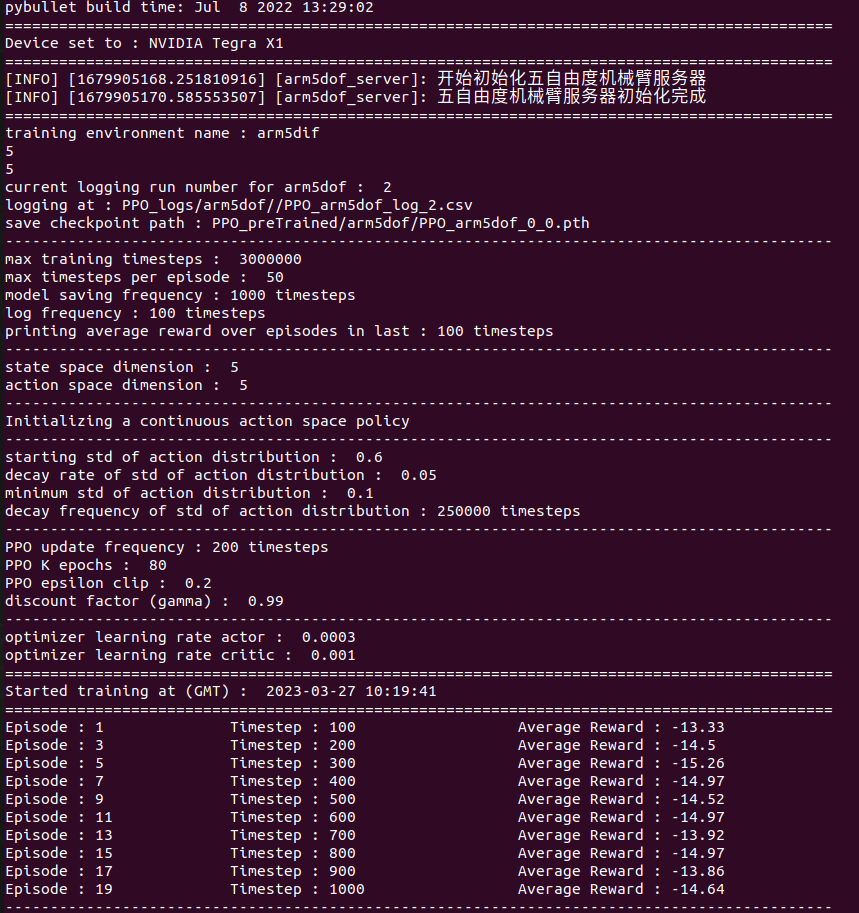 pybullet build time: Jul  8 2022 13:29:02
============================================================================================
Device set to : NVIDIA Tegra X1
============================================================================================
[INFO] [1679905168.251810916] [arm5dof_server]: 开始初始化五自由度机械臂服务器
[INFO] [1679905170.585553507] [arm5dof_server]: 五自由度机械臂服务器初始化完成
============================================================================================
training environment name : arm5dif
5
5
current logging run number for arm5dof :  2
logging at : PPO_logs/arm5dof//PPO_arm5dof_log_2.csv
save checkpoint path : PPO_preTrained/arm5dof/PPO_arm5dof_0_0.pth
--------------------------------------------------------------------------------------------
max training timesteps :  3000000
max timesteps per episode :  50
model saving frequency : 1000 timesteps
log frequency : 100 timesteps
printing average reward over episodes in last : 100 timesteps
--------------------------------------------------------------------------------------------
state space dimension :  5
action space dimension :  5
--------------------------------------------------------------------------------------------
Initializing a continuous action space policy
--------------------------------------------------------------------------------------------
starting std of action distribution :  0.6
decay rate of std of action distribution :  0.05
minimum std of action distribution :  0.1
decay frequency of std of action distribution : 250000 timesteps
--------------------------------------------------------------------------------------------
PPO update frequency : 200 timesteps
PPO K epochs :  80
PPO epsilon clip :  0.2
discount factor (gamma) :  0.99
--------------------------------------------------------------------------------------------
optimizer learning rate actor :  0.0003
optimizer learning rate critic :  0.001
============================================================================================
Started training at (GMT) :  2023-03-27 10:19:41
============================================================================================
Episode : 1              Timestep : 100                  Average Reward : -13.33
Episode : 3              Timestep : 200                  Average Reward : -14.5
Episode : 5              Timestep : 300                  Average Reward : -15.26
Episode : 7              Timestep : 400                  Average Reward : -14.97
Episode : 9              Timestep : 500                  Average Reward : -14.52
Episode : 11             Timestep : 600                  Average Reward : -14.97
Episode : 13             Timestep : 700                  Average Reward : -13.92
Episode : 15             Timestep : 800                  Average Reward : -14.97
Episode : 17             Timestep : 900                  Average Reward : -13.86
Episode : 19             Timestep : 1000                 Average Reward : -14.64
--------------------------------------------------------------------------------------------